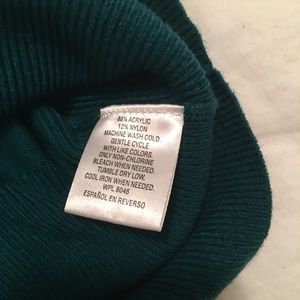 88% ACRYLIC
12% NYLON
MACHINE WASH COLD.
GENTLE CYCLE
WITH LIKE COLORS.
ONLY NON-CHLORINE
BLEACH WHEN NEEDED.
TUMBLE DRY LOW.
COOL IRON WHEN NEEDED.
WPL 8046
ESPAÑOL EN REVERSO